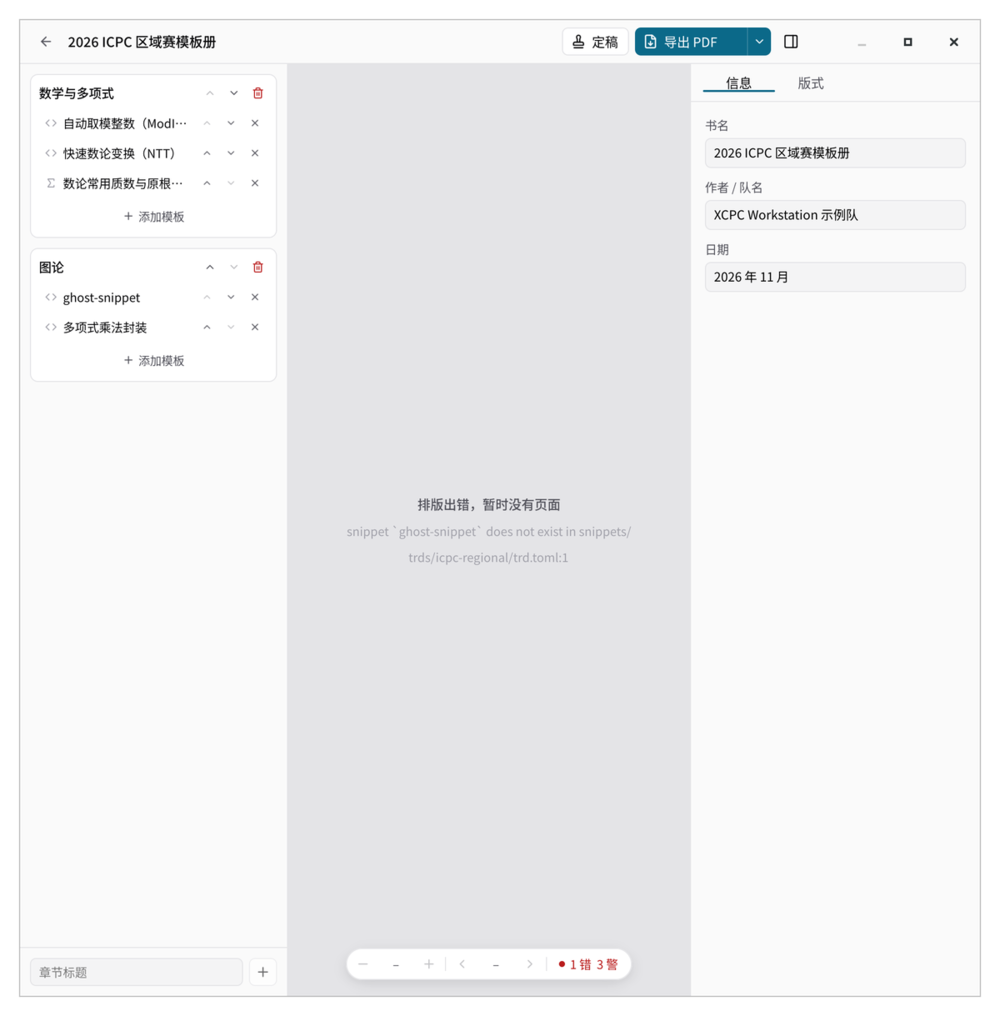 2026 ICPC 区域赛模板册
定稿
导出 PDF
数学与多项式
自动取模整数（ModI…
快速数论变换（NTT）
数论常用质数与原根…
+ 添加模板
图论
ghost-snippet
多项式乘法封装
+ 添加模板
章节标题
排版出错，暂时没有页面
snippet `ghost-snippet` does not exist in snippets/
trds/icpc-regional/trd.toml:1
1 错 3 警
信息
版式
书名
2026 ICPC 区域赛模板册
作者 / 队名
XCPC Workstation 示例队
日期
2026 年 11 月